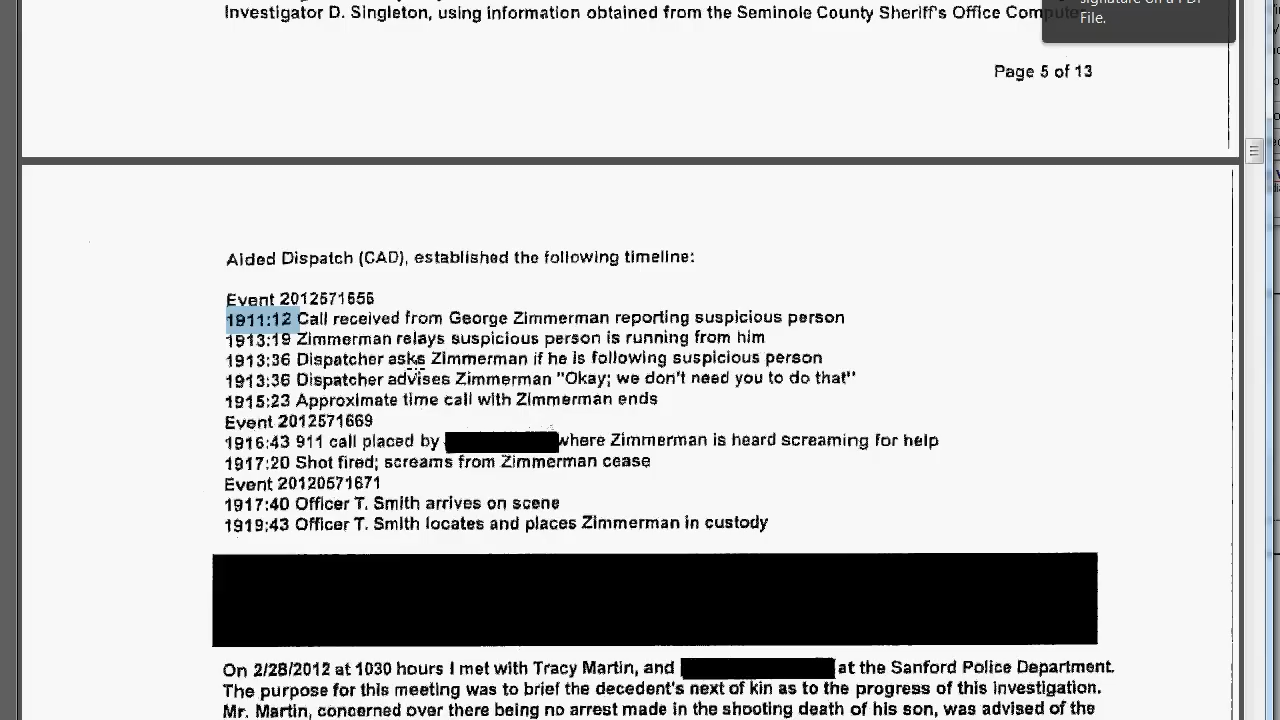 signature on a PDF
File.
Investigator D. Singleton, using information obtained from the Seminole County Sheriff's Office Computer
Page 5 of 13
Aided Dispatch (CAD), established the following timeline:
Event 2012571656
1911:12 Call received from George Zimmerman reporting suspicious person
1913:19 Zimmerman relays suspicious person is running from him
1913:36 Dispatcher asks Zimmerman if he is following suspicious person
1913:36 Dispatcher advises Zimmerman "Okay; we don't need you to do that"
1915:23 Approximate time call with Zimmerman ends
Event 2012571669
1916:43 911 call placed by where Zimmerman is heard screaming for help
1917:20 Shot fired; screams from Zimmerman cease
Event 20120571671
1917:40 Officer T. Smith arrives on scene
1919:43 Officer T. Smith locates and places Zimmerman in custody
On 2/28/2012 at 1030 hours I met with Tracy Martin, and at the Sanford Police Department.
The purpose for this meeting was to brief the decedent's next of kin as to the progress of this investigation.
Mr. Martin, concerned over there being no arrest made in the shooting death of his son, was advised of the